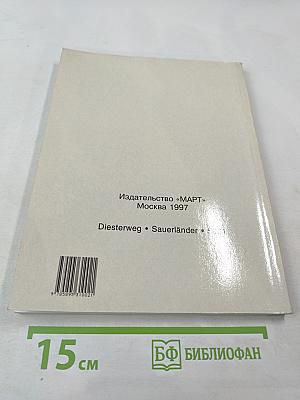 Издательство «МАРТ»
Москва 1997
Diesterweg • Sauerländer •
15 см
БФ БИБЛИОФАН